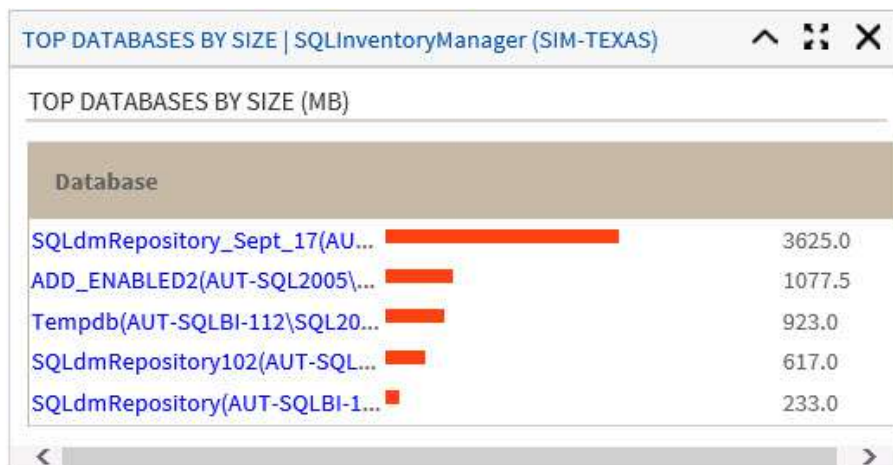 TOP DATABASES BY SIZE | SQLInventoryManager (SIM-TEXAS)
TOP DATABASES BY SIZE (MB)
Database
SQLdmRepository_Sept_17(AU... 3625.0
ADD_ENABLED2(AUT-SQL2005\... 1077.5
Tempdb(AUT-SQLBI-112\SQL20... 923.0
SQLdmRepository102(AUT-SQL... 617.0
SQLdmRepository(AUT-SQLBI-1... 233.0